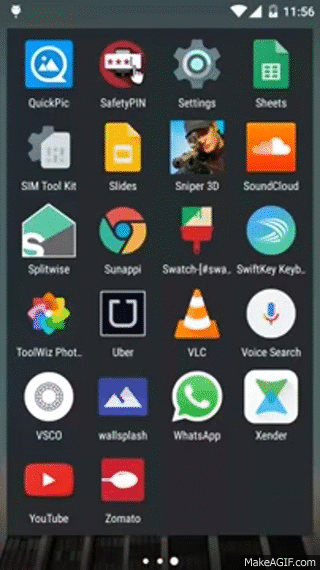 11:56
QuickPic
SafetyPIN
Settings
Sheets
SIM Tool Kit
Slides
Sniper 3D
SoundCloud
Splitwise
Sunappi
Swatch-[#swa..
SwiftKey Keyb..
ToolWiz Phot..
Uber
VLC
Voice Search
VSCO
wallsplash
WhatsApp
Xender
YouTube
Zomato
MakeAGIF.com